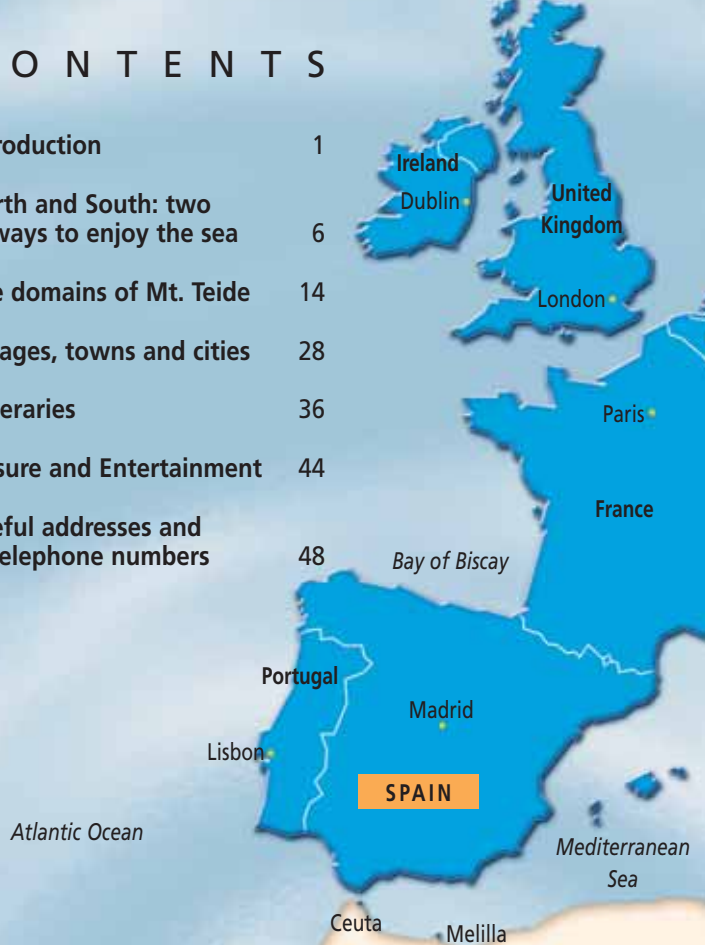 O N T E N T S
roduction 1
rth and South: two
ways to enjoy the sea 6
e domains of Mt. Teide 14
ages, towns and cities 28
eraries 36
sure and Entertainment 44
eful addresses and
elephone numbers 48
Ireland
Dublin
United
Kingdom
London
Paris
France
Bay of Biscay
Portugal
Madrid
Lisbon
SPAIN
Atlantic Ocean
Mediterranean
Sea
Ceuta
Melilla